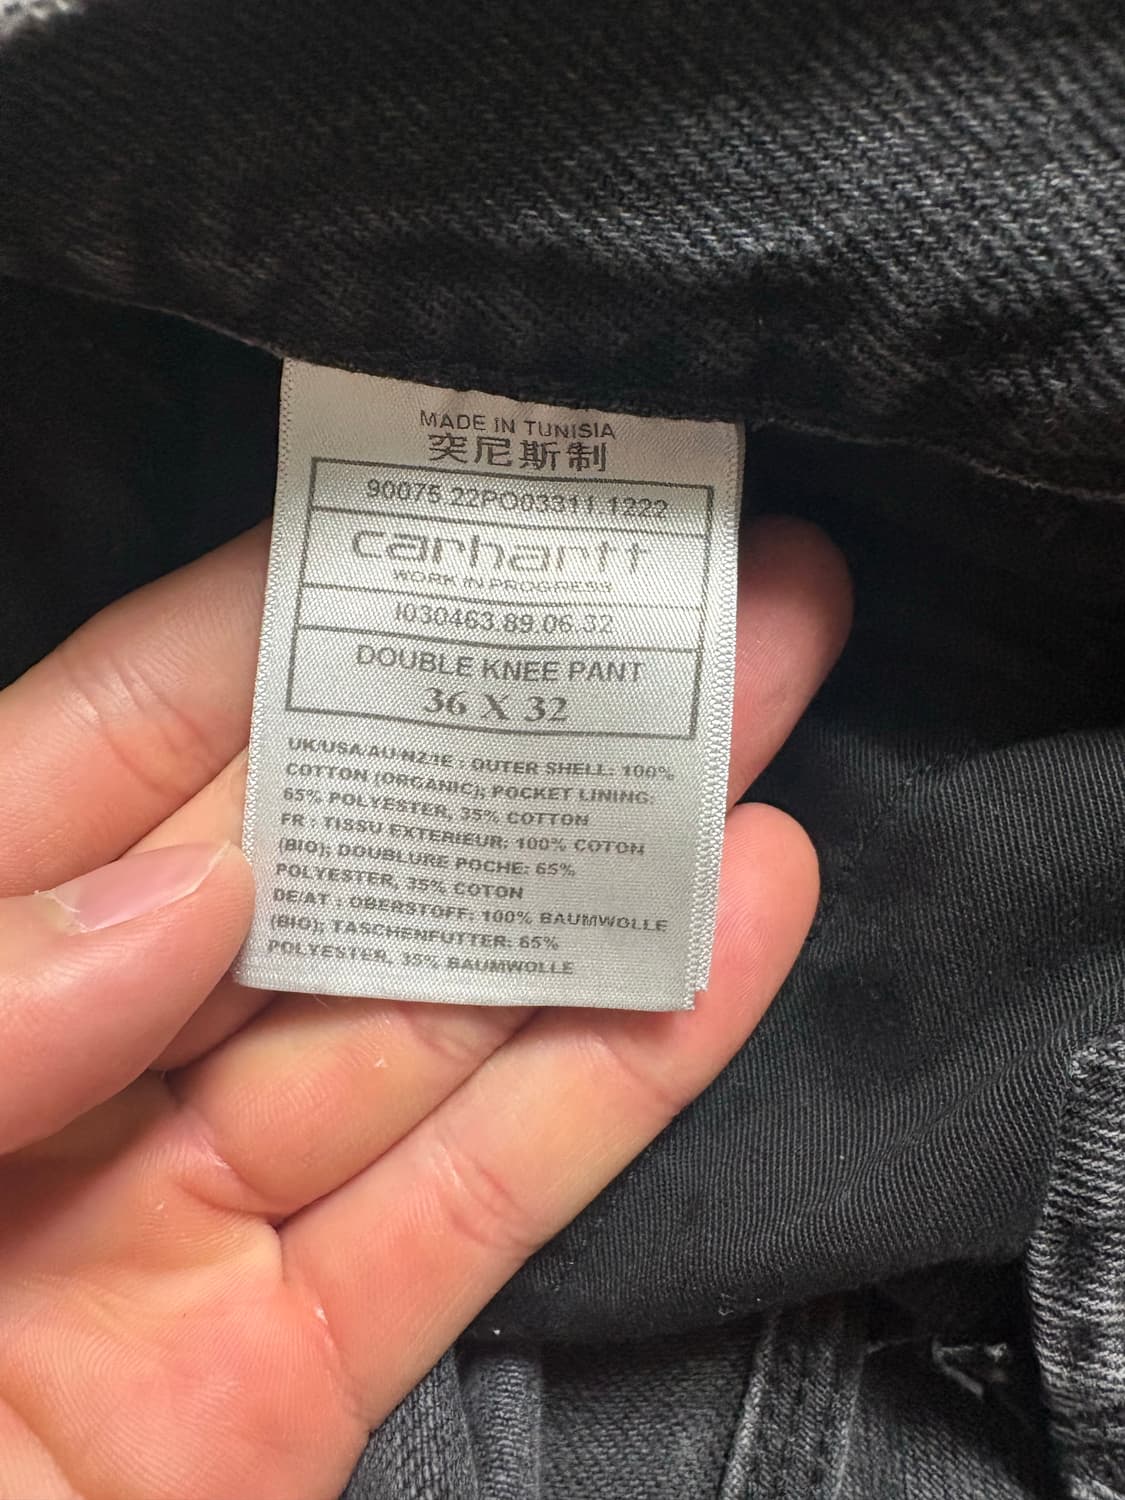 MADE IN TUNISIA
突尼斯制
90075 22PO03311.1222
carhartt
WORK IN PROGRESS
I030463.89.06.32
DOUBLE KNEE PANT
36 X 32
UK/USA/AU-NZ/IE : OUTER SHELL: 100%
COTTON (ORGANIC); POCKET LINING:
65% POLYESTER, 35% COTTON
FR : TISSU EXTERIEUR: 100% COTON
(BIO); DOUBLURE POCHE: 65%
POLYESTER, 35% COTON
DE/AT : OBERSTOFF: 100% BAUMWOLLE
(BIO); TASCHENFUTTER: 65%
POLYESTER, 35% BAUMWOLLE